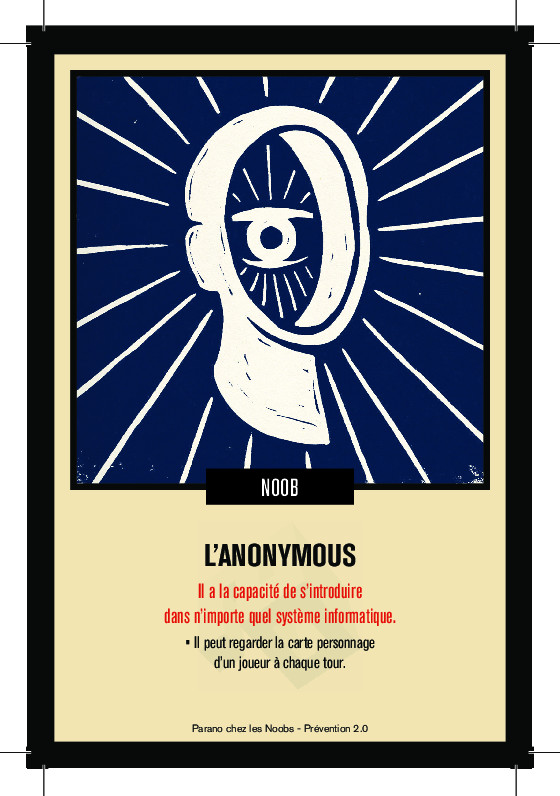 NOOB
L'ANONYMOUS
Il a la capacité de s'introduire
dans n'importe quel système informatique.
▪ Il peut regarder la carte personnage
d'un joueur à chaque tour.
Parano chez les Noobs - Prévention 2.0